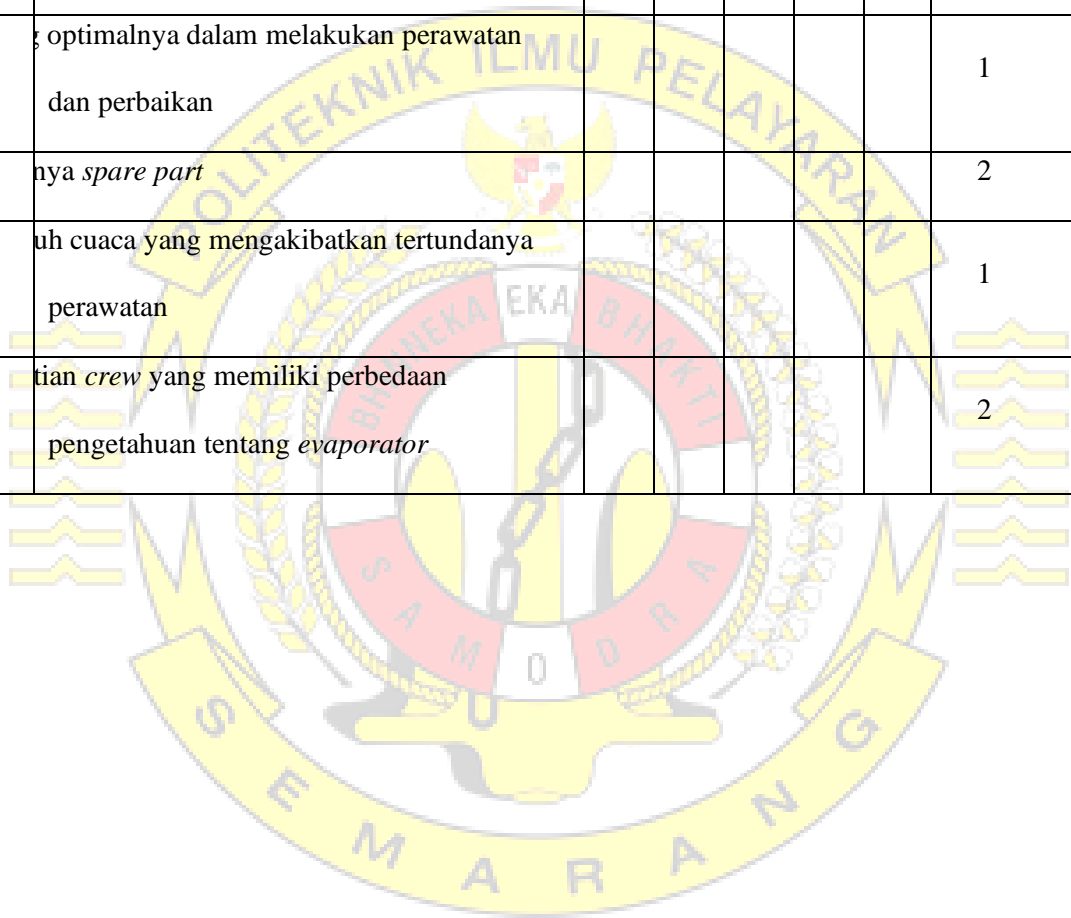 optimalnya dalam melakukan perawatan
dan perbaikan
1
nya spare part
2
uh cuaca yang mengakibatkan tertundanya
perawatan
1
tian crew yang memiliki perbedaan
pengetahuan tentang evaporator
2
POLITEKNIK ILMU PELAYARAN
BHINNEKA EKA BHAKTI
SAMODRA
SEMARANG